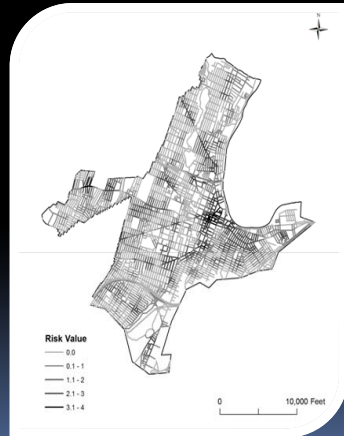 N
Risk Value
0.0
0.1 - 1
1.1 - 2
2.1 - 3
3.1 - 4
0 10,000 Feet